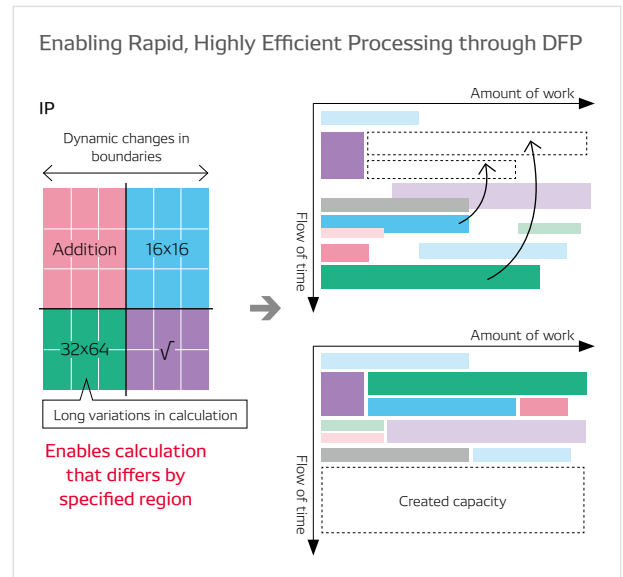 Enabling Rapid, Highly Efficient Processing through DFP
IP
Dynamic changes in
boundaries
Addition
16x16
32x64
√
Long variations in calculation
Enables calculation
that differs by
specified region
Amount of work
Flow of time
Amount of work
Flow of time
Created capacity